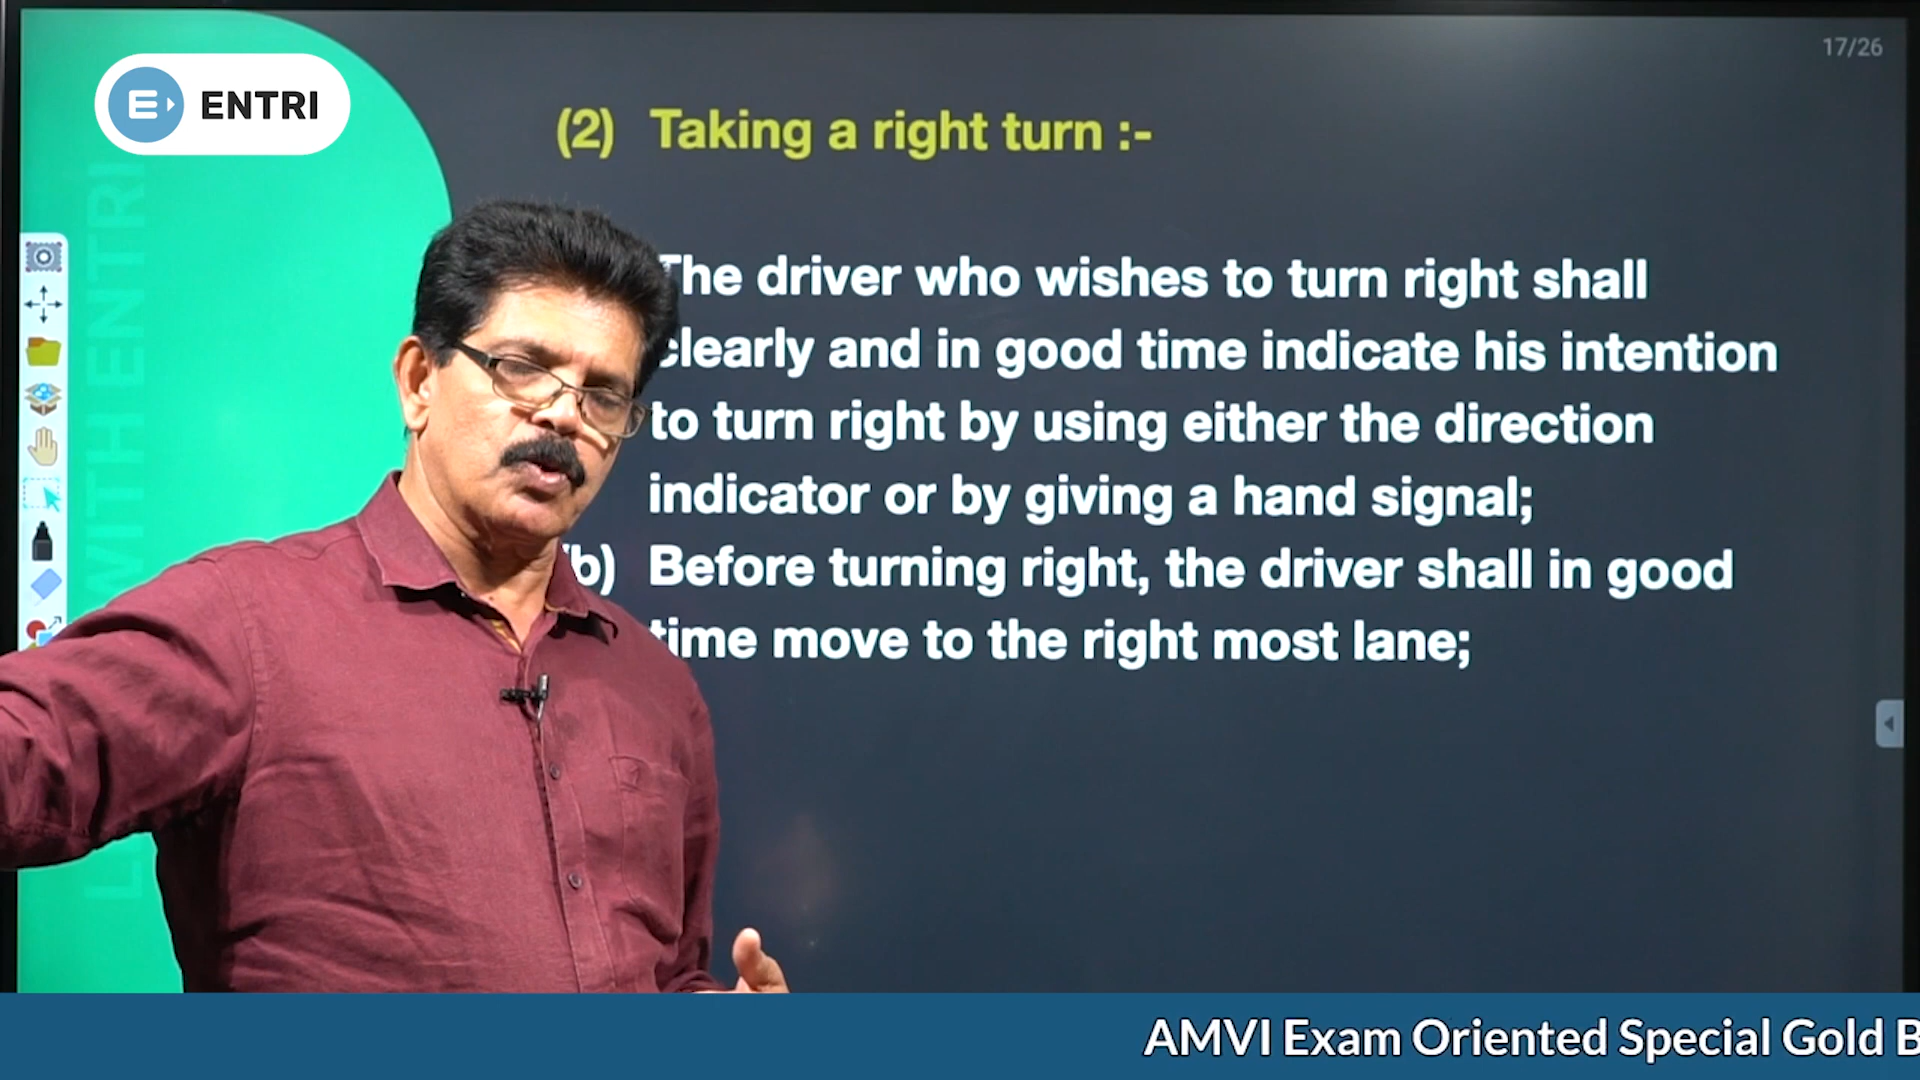 17/26
ENTRI
(2) Taking a right turn :-
The driver who wishes to turn right shall
clearly and in good time indicate his intention
to turn right by using either the direction
indicator or by giving a hand signal;
(b) Before turning right, the driver shall in good
time move to the right most lane;
WITH ENTRI
AMVI Exam Oriented Special Gold B